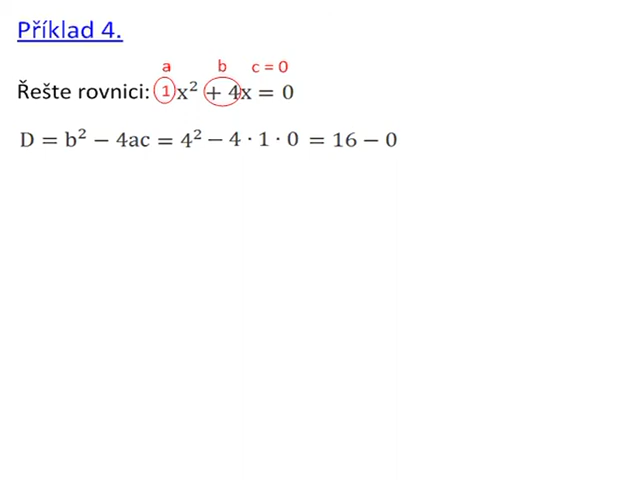 Příklad 4.
a b c = 0
Řešte rovnici: 1x² + 4x = 0
D = b² − 4ac = 4² − 4 · 1 · 0 = 16 − 0